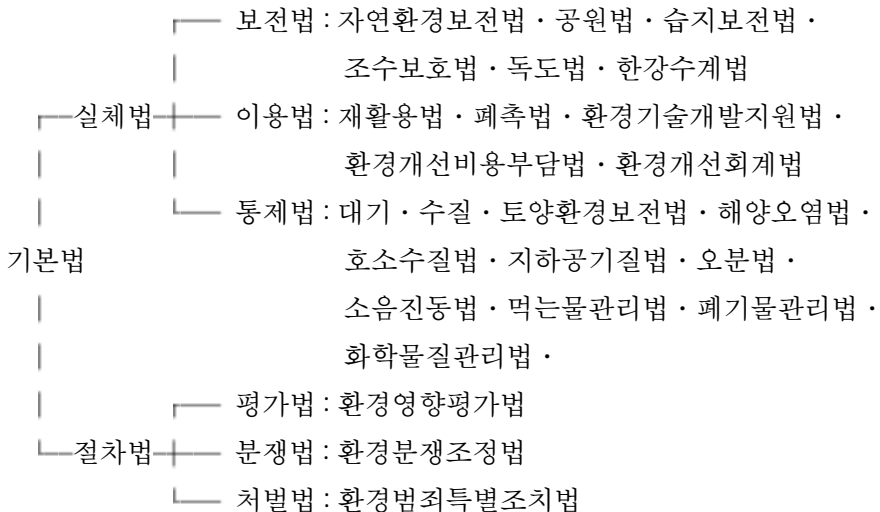 보전법 : 자연환경보전법・공원법・습지보전법・
조수보호법・독도법・한강수계법
실체법 이용법 : 재활용법・폐촉법・환경기술개발지원법・
환경개선비용부담법・환경개선회계법
통제법 : 대기・수질・토양환경보전법・해양오염법・
기본법 호소수질법・지하공기질법・오분법・
소음진동법・먹는물관리법・폐기물관리법・
화학물질관리법・
평가법 : 환경영향평가법
절차법 분쟁법 : 환경분쟁조정법
처벌법 : 환경범죄특별조치법